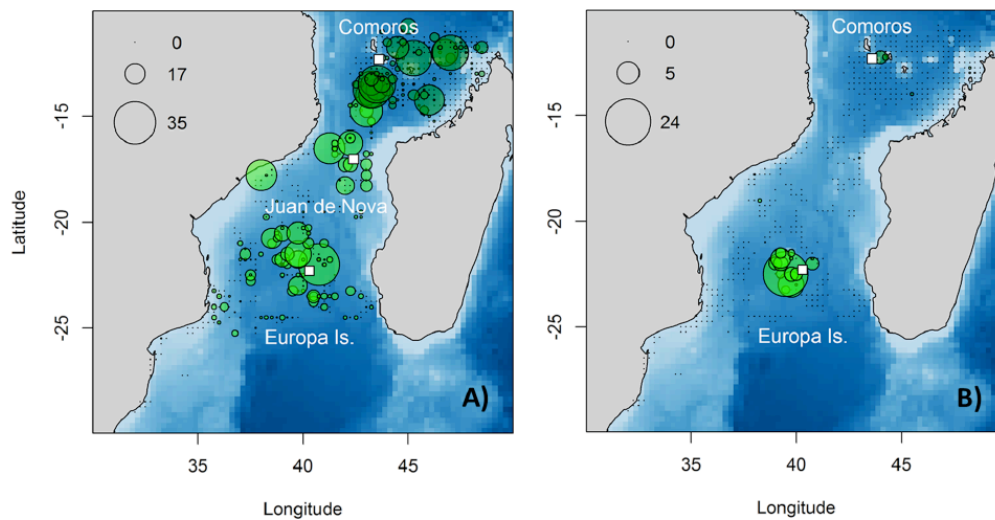 Comoros
0
17
35
Juan de Nova
Europa Is.
A)
-15
-20
-25
Latitude
35
40
45
Longitude
Comoros
0
5
24
Europa Is.
B)
-15
-20
-25
35
40
45
Longitude